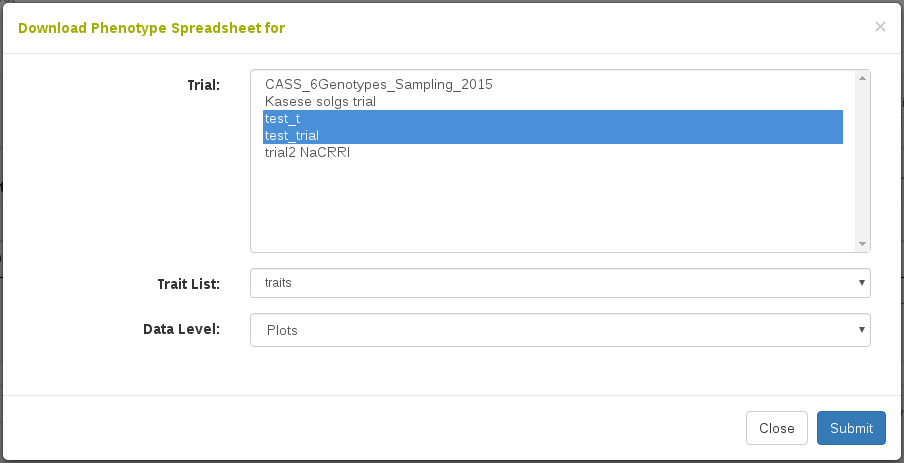 Download Phenotype Spreadsheet for
×
Trial:
CASS_6Genotypes_Sampling_2015
Kasese solgs trial
test_t
test_trial
trial2 NaCRRI
Trait List:
traits
Data Level:
Plots
Close
Submit